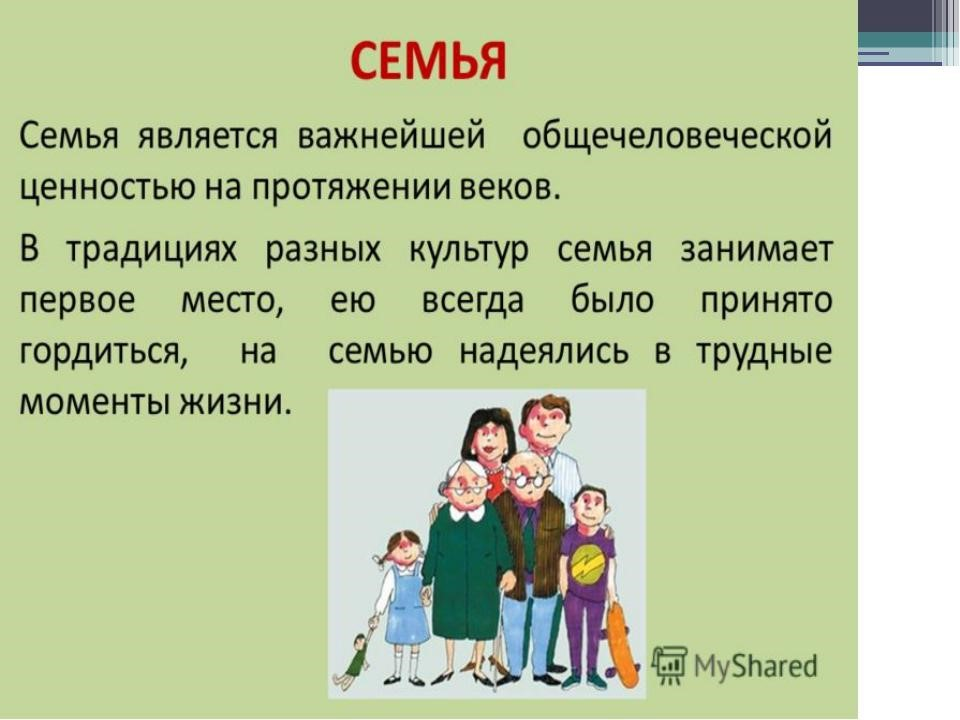 СЕМЬЯ
Семья является важнейшей общечеловеческой
ценностью на протяжении веков.
В традициях разных культур семья занимает
первое место, ею всегда было принято
гордиться, на семью надеялись в трудные
моменты жизни.
MyShared